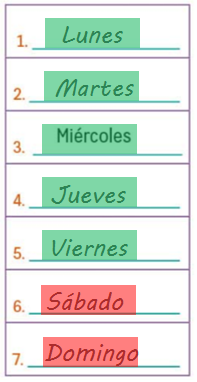 1. Lunes
2. Martes
3. Miércoles
4. Jueves
5. Viernes
6. Sábado
7. Domingo